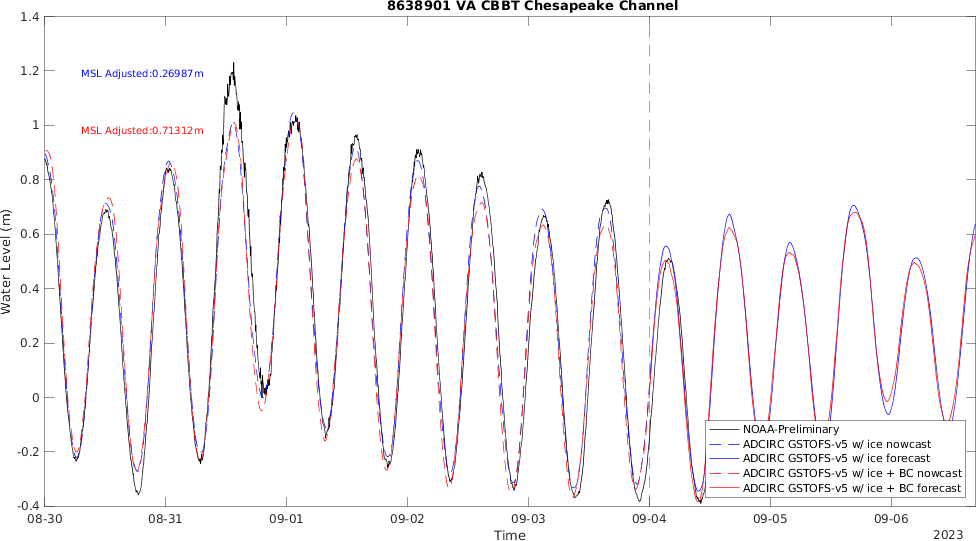 8638901 VA CBBT Chesapeake Channel
1.4
1.2
1
0.8
0.6
0.4
0.2
0
-0.2
-0.4
Water Level (m)
MSL Adjusted:0.26987m
MSL Adjusted:0.71312m
NOAA-Preliminary
ADCIRC GSTOFS-v5 w/ ice nowcast
ADCIRC GSTOFS-v5 w/ ice forecast
ADCIRC GSTOFS-v5 w/ ice + BC nowcast
ADCIRC GSTOFS-v5 w/ ice + BC forecast
08-30 08-31 09-01 09-02 09-03 09-04 09-05 09-06
Time
2023